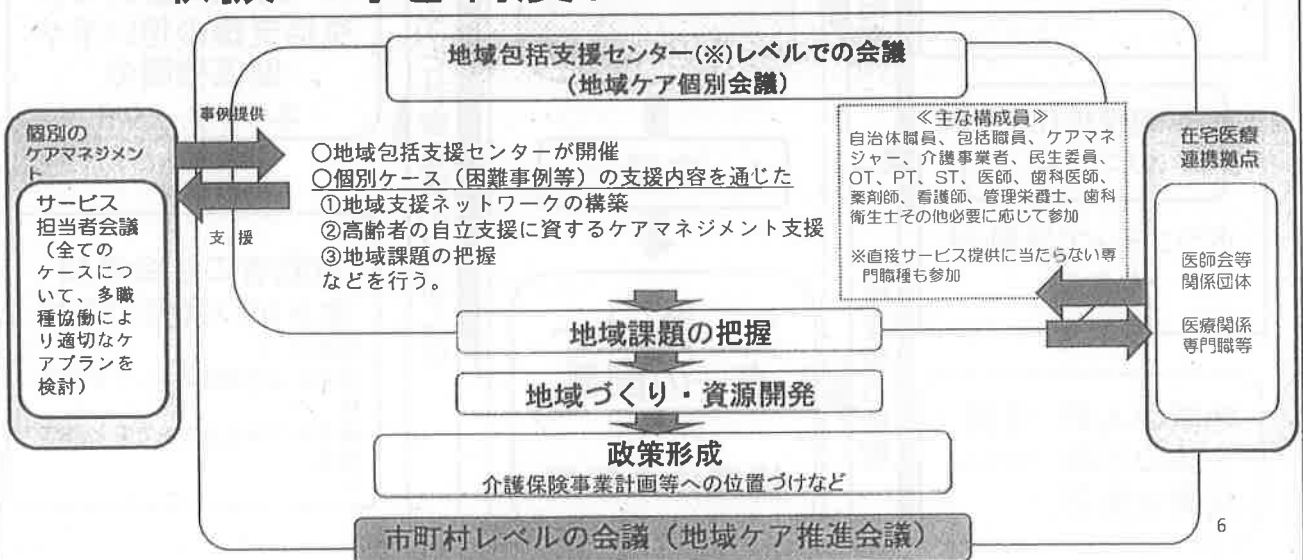 地域包括支援センター(※)レベルでの会議
(地域ケア個別会議)
事例提供
支 援
個別の
ケアマネジメン
ト
サービス
担当者会議
(全ての
ケースにつ
いて、多職
種協働によ
り適切なケ
アプランを
検討)
○地域包括支援センターが開催
○個別ケース(困難事例等)の支援内容を通じた
①地域支援ネットワークの構築
②高齢者の自立支援に資するケアマネジメント支援
③地域課題の把握
などを行う。
≪主な構成員≫
自治体職員、包括職員、ケアマネ
ジャー、介護事業者、民生委員、
OT、PT、ST、医師、歯科医師、
薬剤師、看護師、管理栄養士、歯科
衛生士その他必要に応じて参加
※直接サービス提供に当たらない専
門職種も参加
在宅医療
連携拠点
医師会等
関係団体
医療関係
専門職等
地域課題の把握
地域づくり・資源開発
政策形成
介護保険事業計画等への位置づけなど
市町村レベルの会議(地域ケア推進会議)
6